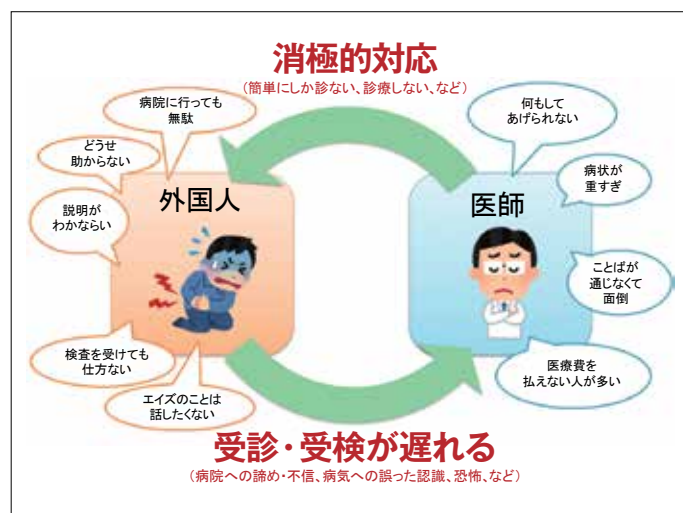 消極的対応
（簡単にしか診ない、診療しない、など）
病院に行っても
無駄
どうせ
助からない
説明が
わかならい
検査を受けても
仕方ない
エイズのことは
話したくない
外国人
医師
何もして
あげられない
病状が
重すぎ
ことばが
通じなくて
面倒
医療費を
払えない人が多い
受診・受検が遅れる
（病院への諦め・不信、病気への誤った認識、恐怖、など）